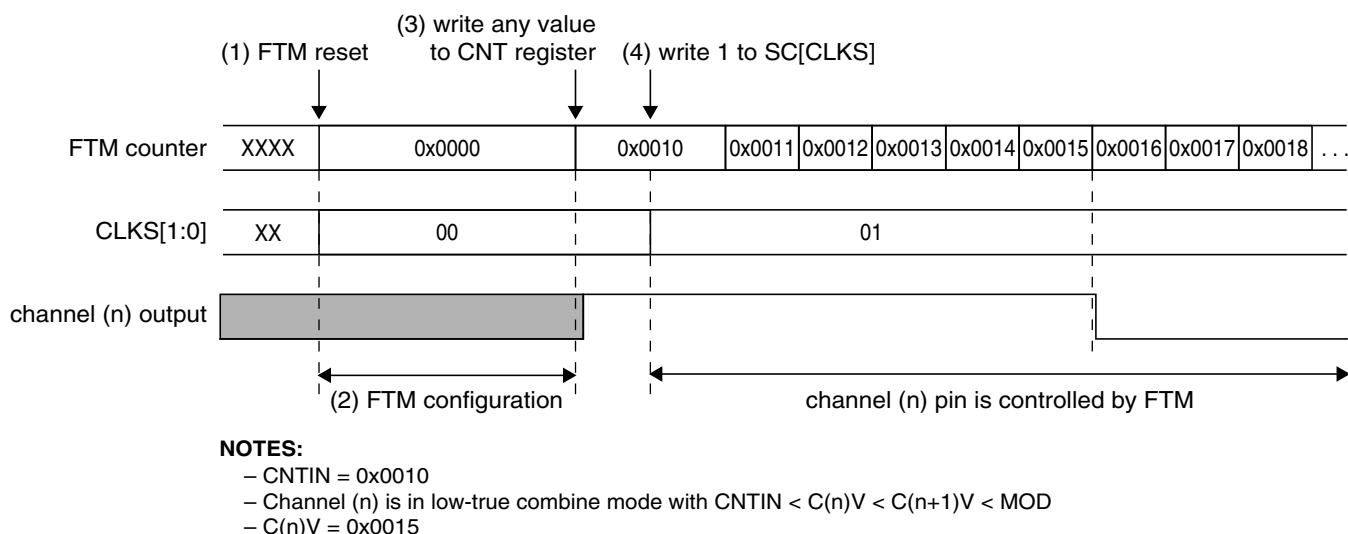 (3) write any value
(1) FTM reset to CNT register (4) write 1 to SC[CLKS]
FTM counter XXXX 0x0000 0x0010 0x0011 0x0012 0x0013 0x0014 0x0015 0x0016 0x0017 0x0018 . . .
CLKS[1:0] XX 00 01
channel (n) output
(2) FTM configuration channel (n) pin is controlled by FTM
NOTES:
– CNTIN = 0x0010
– Channel (n) is in low-true combine mode with CNTIN < C(n)V < C(n+1)V < MOD
– C(n)V = 0x0015